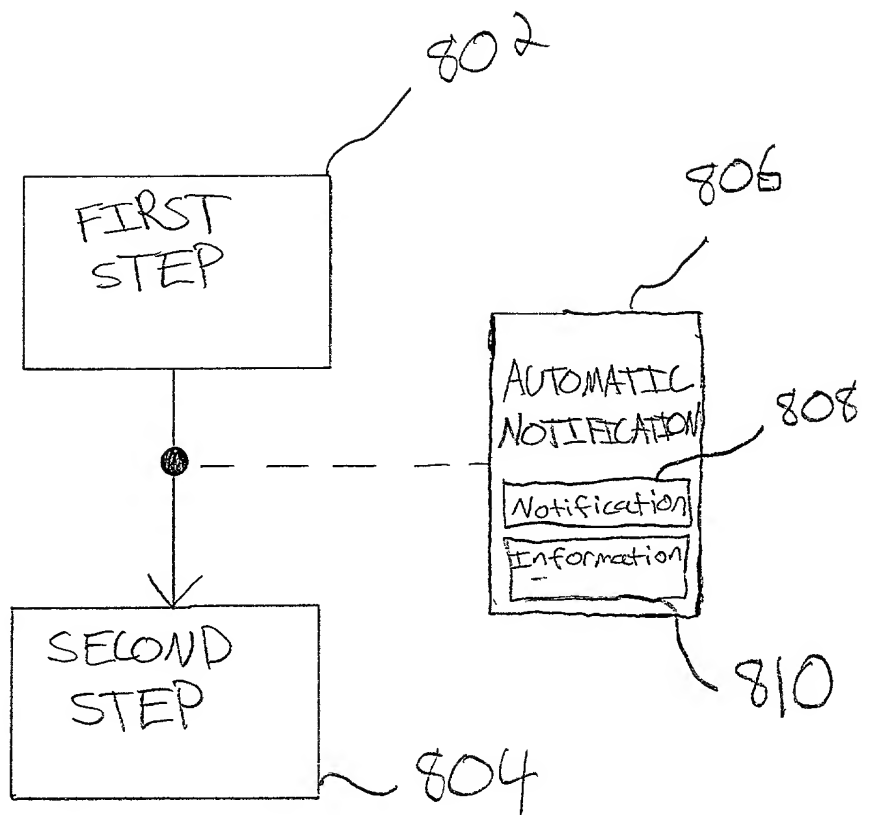 802
FIRST
STEP
806
AUTOMATIC
NOTIFICATION
808
Notification
Information
810
SECOND
STEP
804